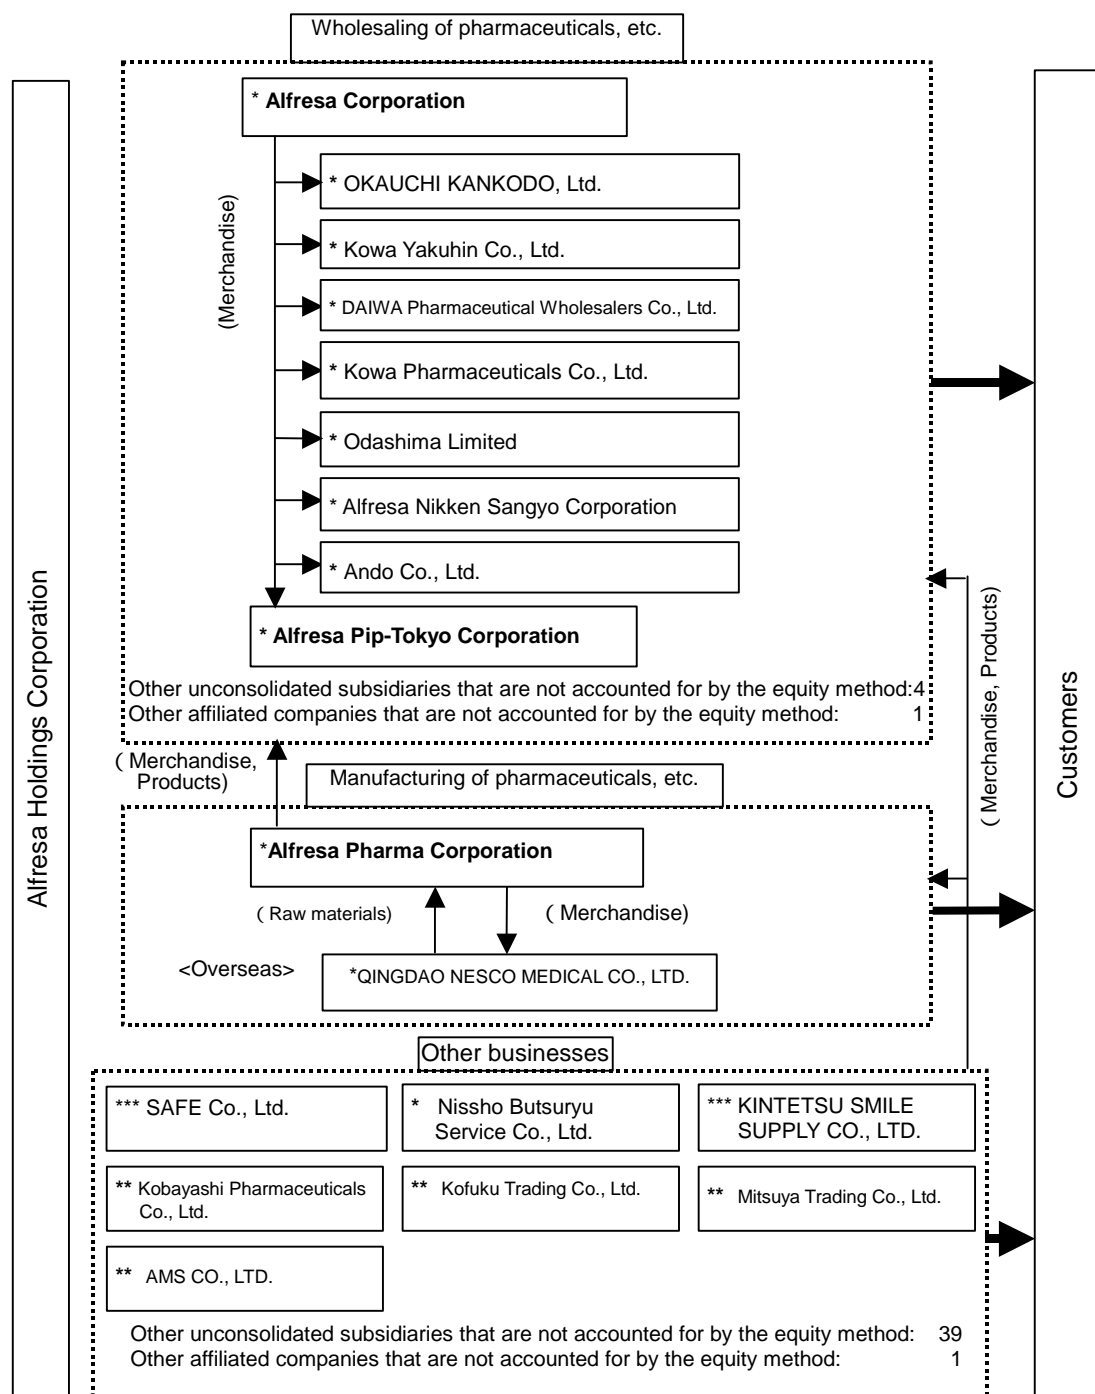 Wholesaling of pharmaceuticals, etc.
* Alfresa Corporation
(Merchandise)
* OKAUCHI KANKODO, Ltd.
* Kowa Yakuhin Co., Ltd.
* DAIWA Pharmaceutical Wholesalers Co., Ltd.
* Kowa Pharmaceuticals Co., Ltd.
* Odashima Limited
* Alfresa Nikken Sangyo Corporation
* Ando Co., Ltd.
* Alfresa Pip-Tokyo Corporation
Other unconsolidated subsidiaries that are not accounted for by the equity method:4
Other affiliated companies that are not accounted for by the equity method: 1
Alfresa Holdings Corporation
Customers
( Merchandise, Products)
( Merchandise,
Products)
Manufacturing of pharmaceuticals, etc.
*Alfresa Pharma Corporation
( Raw materials)
( Merchandise)
<Overseas>
*QINGDAO NESCO MEDICAL CO., LTD.
Other businesses
*** SAFE Co., Ltd.
* Nissho Butsuryu
Service Co., Ltd.
*** KINTETSU SMILE
SUPPLY CO., LTD.
** Kobayashi Pharmaceuticals
Co., Ltd.
** Kofuku Trading Co., Ltd.
** Mitsuya Trading Co., Ltd.
** AMS CO., LTD.
Other unconsolidated subsidiaries that are not accounted for by the equity method: 39
Other affiliated companies that are not accounted for by the equity method: 1